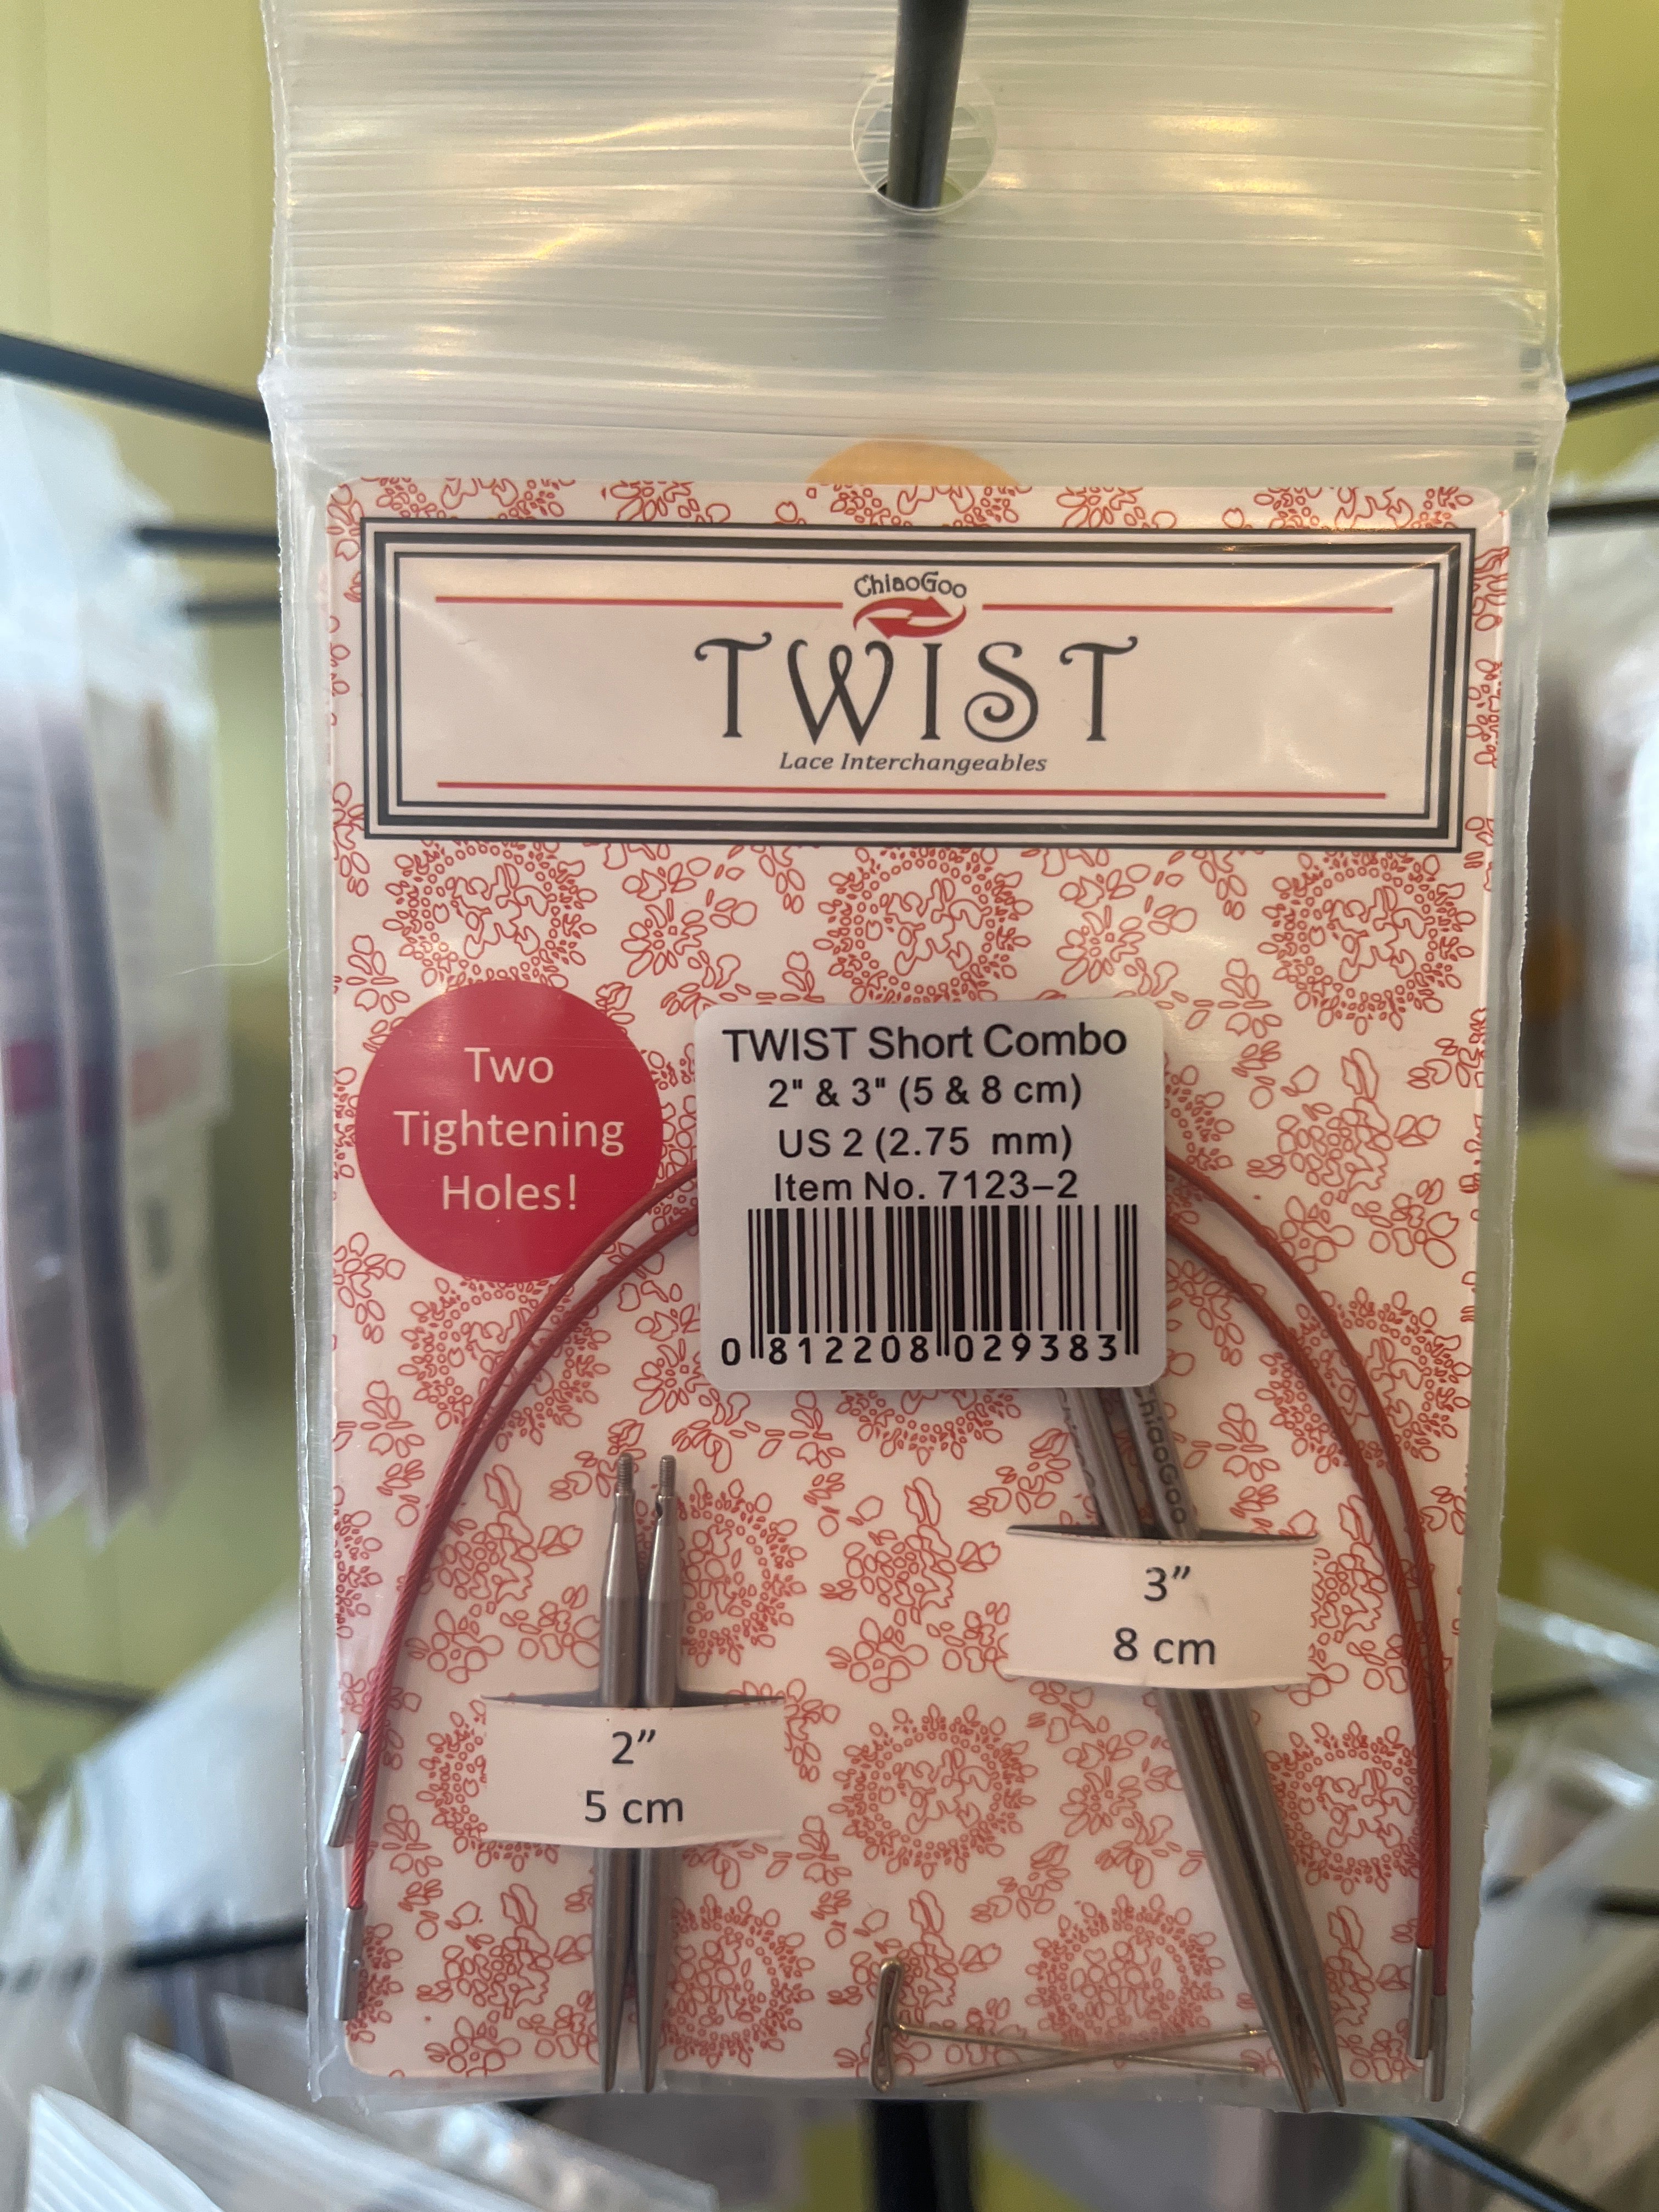 ChiaoGoo
TWIST
Lace Interchangeables
Two
Tightening
Holes!
TWIST Short Combo
2" & 3" (5 & 8 cm)
US 2 (2.75 mm)
Item No. 7123-2
0 812208 029383
hiaoGoo
3”
8 cm
2”
5 cm